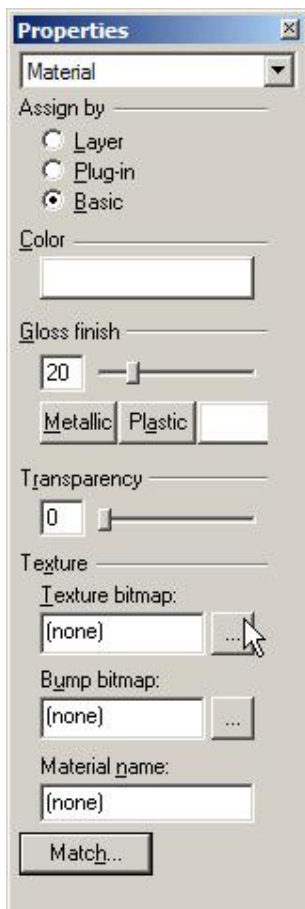 Properties
Material
Assign by
Layer
Plug-in
Basic
Color
Gloss finish
20
Metallic Plastic
Transparency
0
Texture
Texture bitmap:
(none) ...
Bump bitmap:
(none) ...
Material name:
(none)
Match...